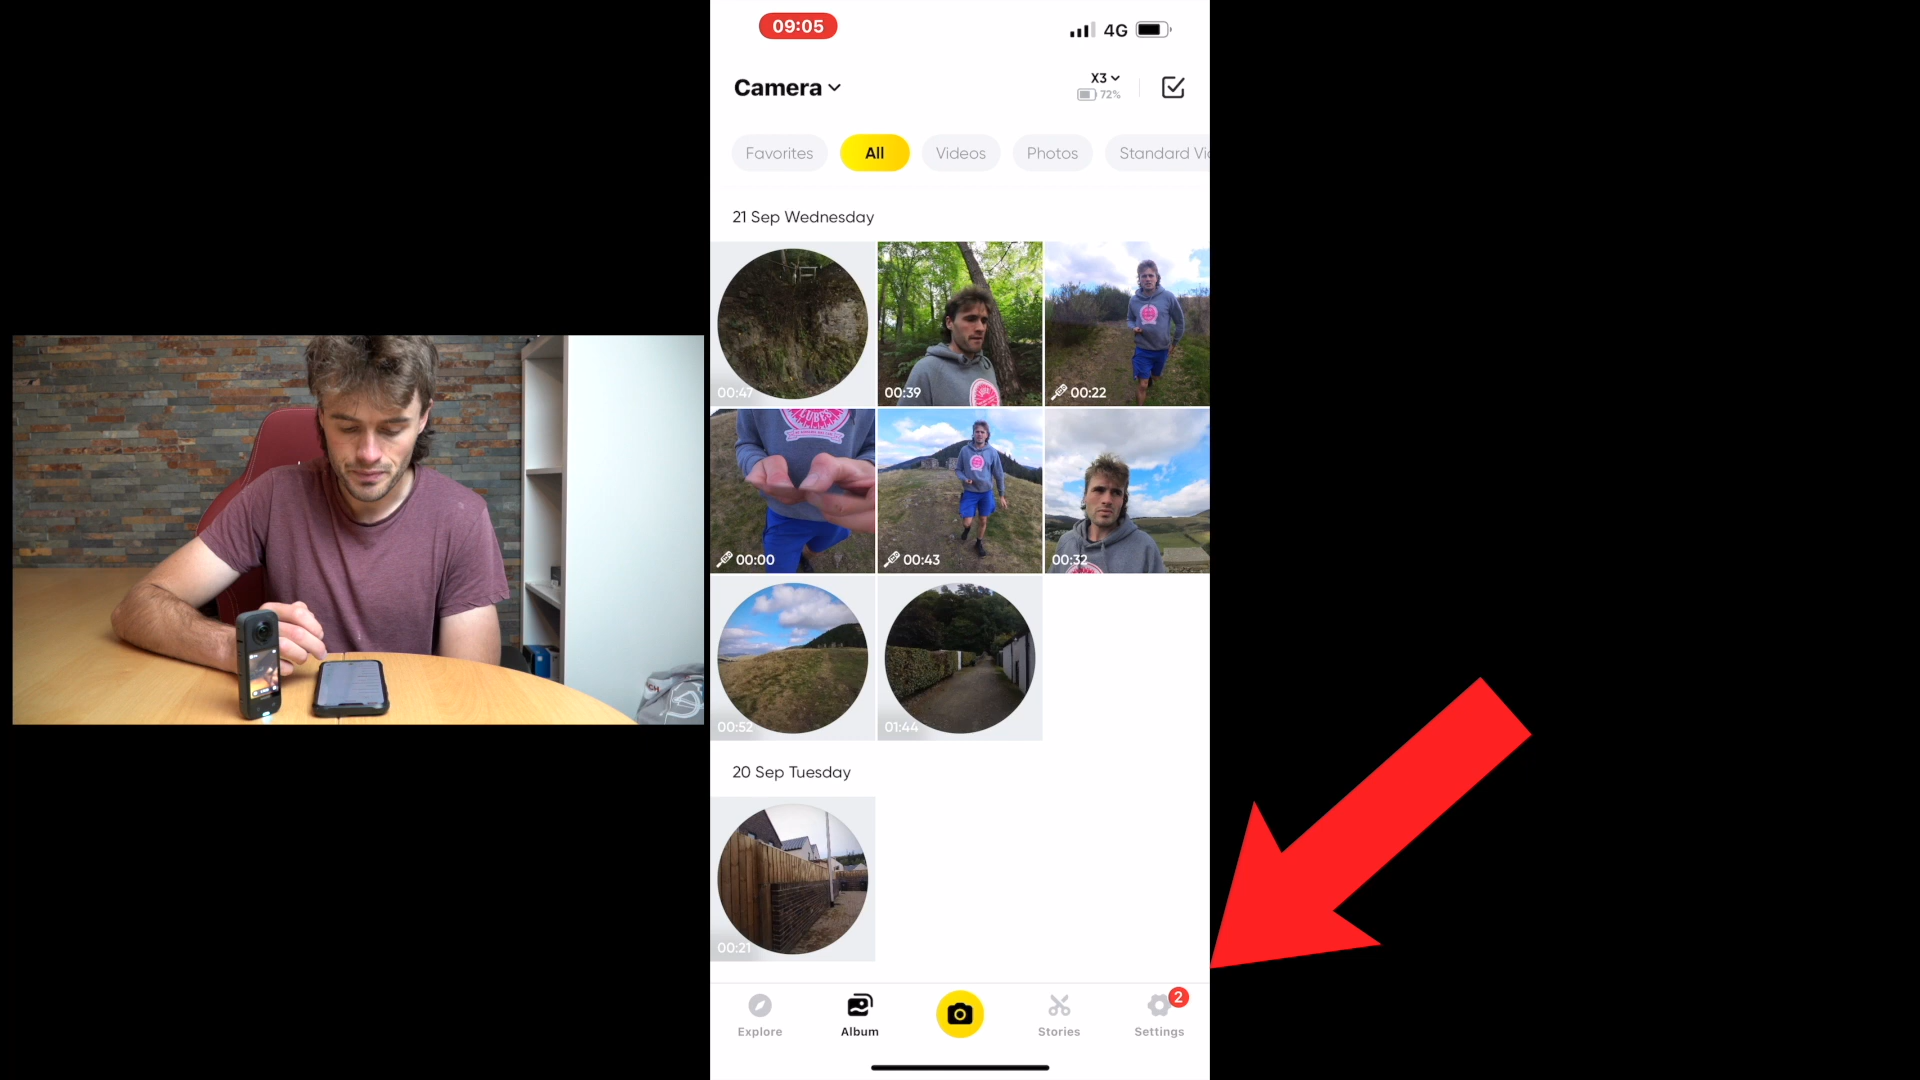 09:05
4G
Camera
X3
72%
Favorites
All
Videos
Photos
Standard Vi
21 Sep Wednesday
00:47
00:39
00:22
00:00
00:43
00:32
00:52
01:44
20 Sep Tuesday
00:21
2
Explore
Album
Stories
Settings